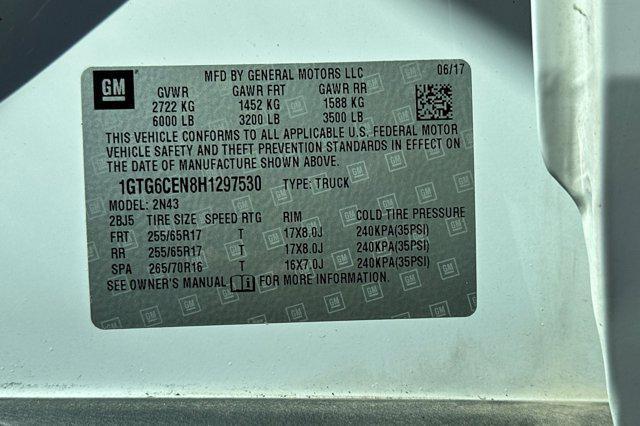 GM
MFD BY GENERAL MOTORS LLC 06/17
GVWR GAWR FRT GAWR RR
2722 KG 1452 KG 1588 KG
6000 LB 3200 LB 3500 LB
THIS VEHICLE CONFORMS TO ALL APPLICABLE U.S. FEDERAL MOTOR
VEHICLE SAFETY AND THEFT PREVENTION STANDARDS IN EFFECT ON
THE DATE OF MANUFACTURE SHOWN ABOVE.
1GTG6CEN8H1297530 TYPE: TRUCK
MODEL: 2N43
2BJ5 TIRE SIZE SPEED RTG RIM COLD TIRE PRESSURE
FRT 255/65R17 T 17X8.0J 240KPA(35PSI)
RR 255/65R17 T 17X8.0J 240KPA(35PSI)
SPA 265/70R16 T 16X7.0J 240KPA(35PSI)
SEE OWNER'S MANUAL FOR MORE INFORMATION.